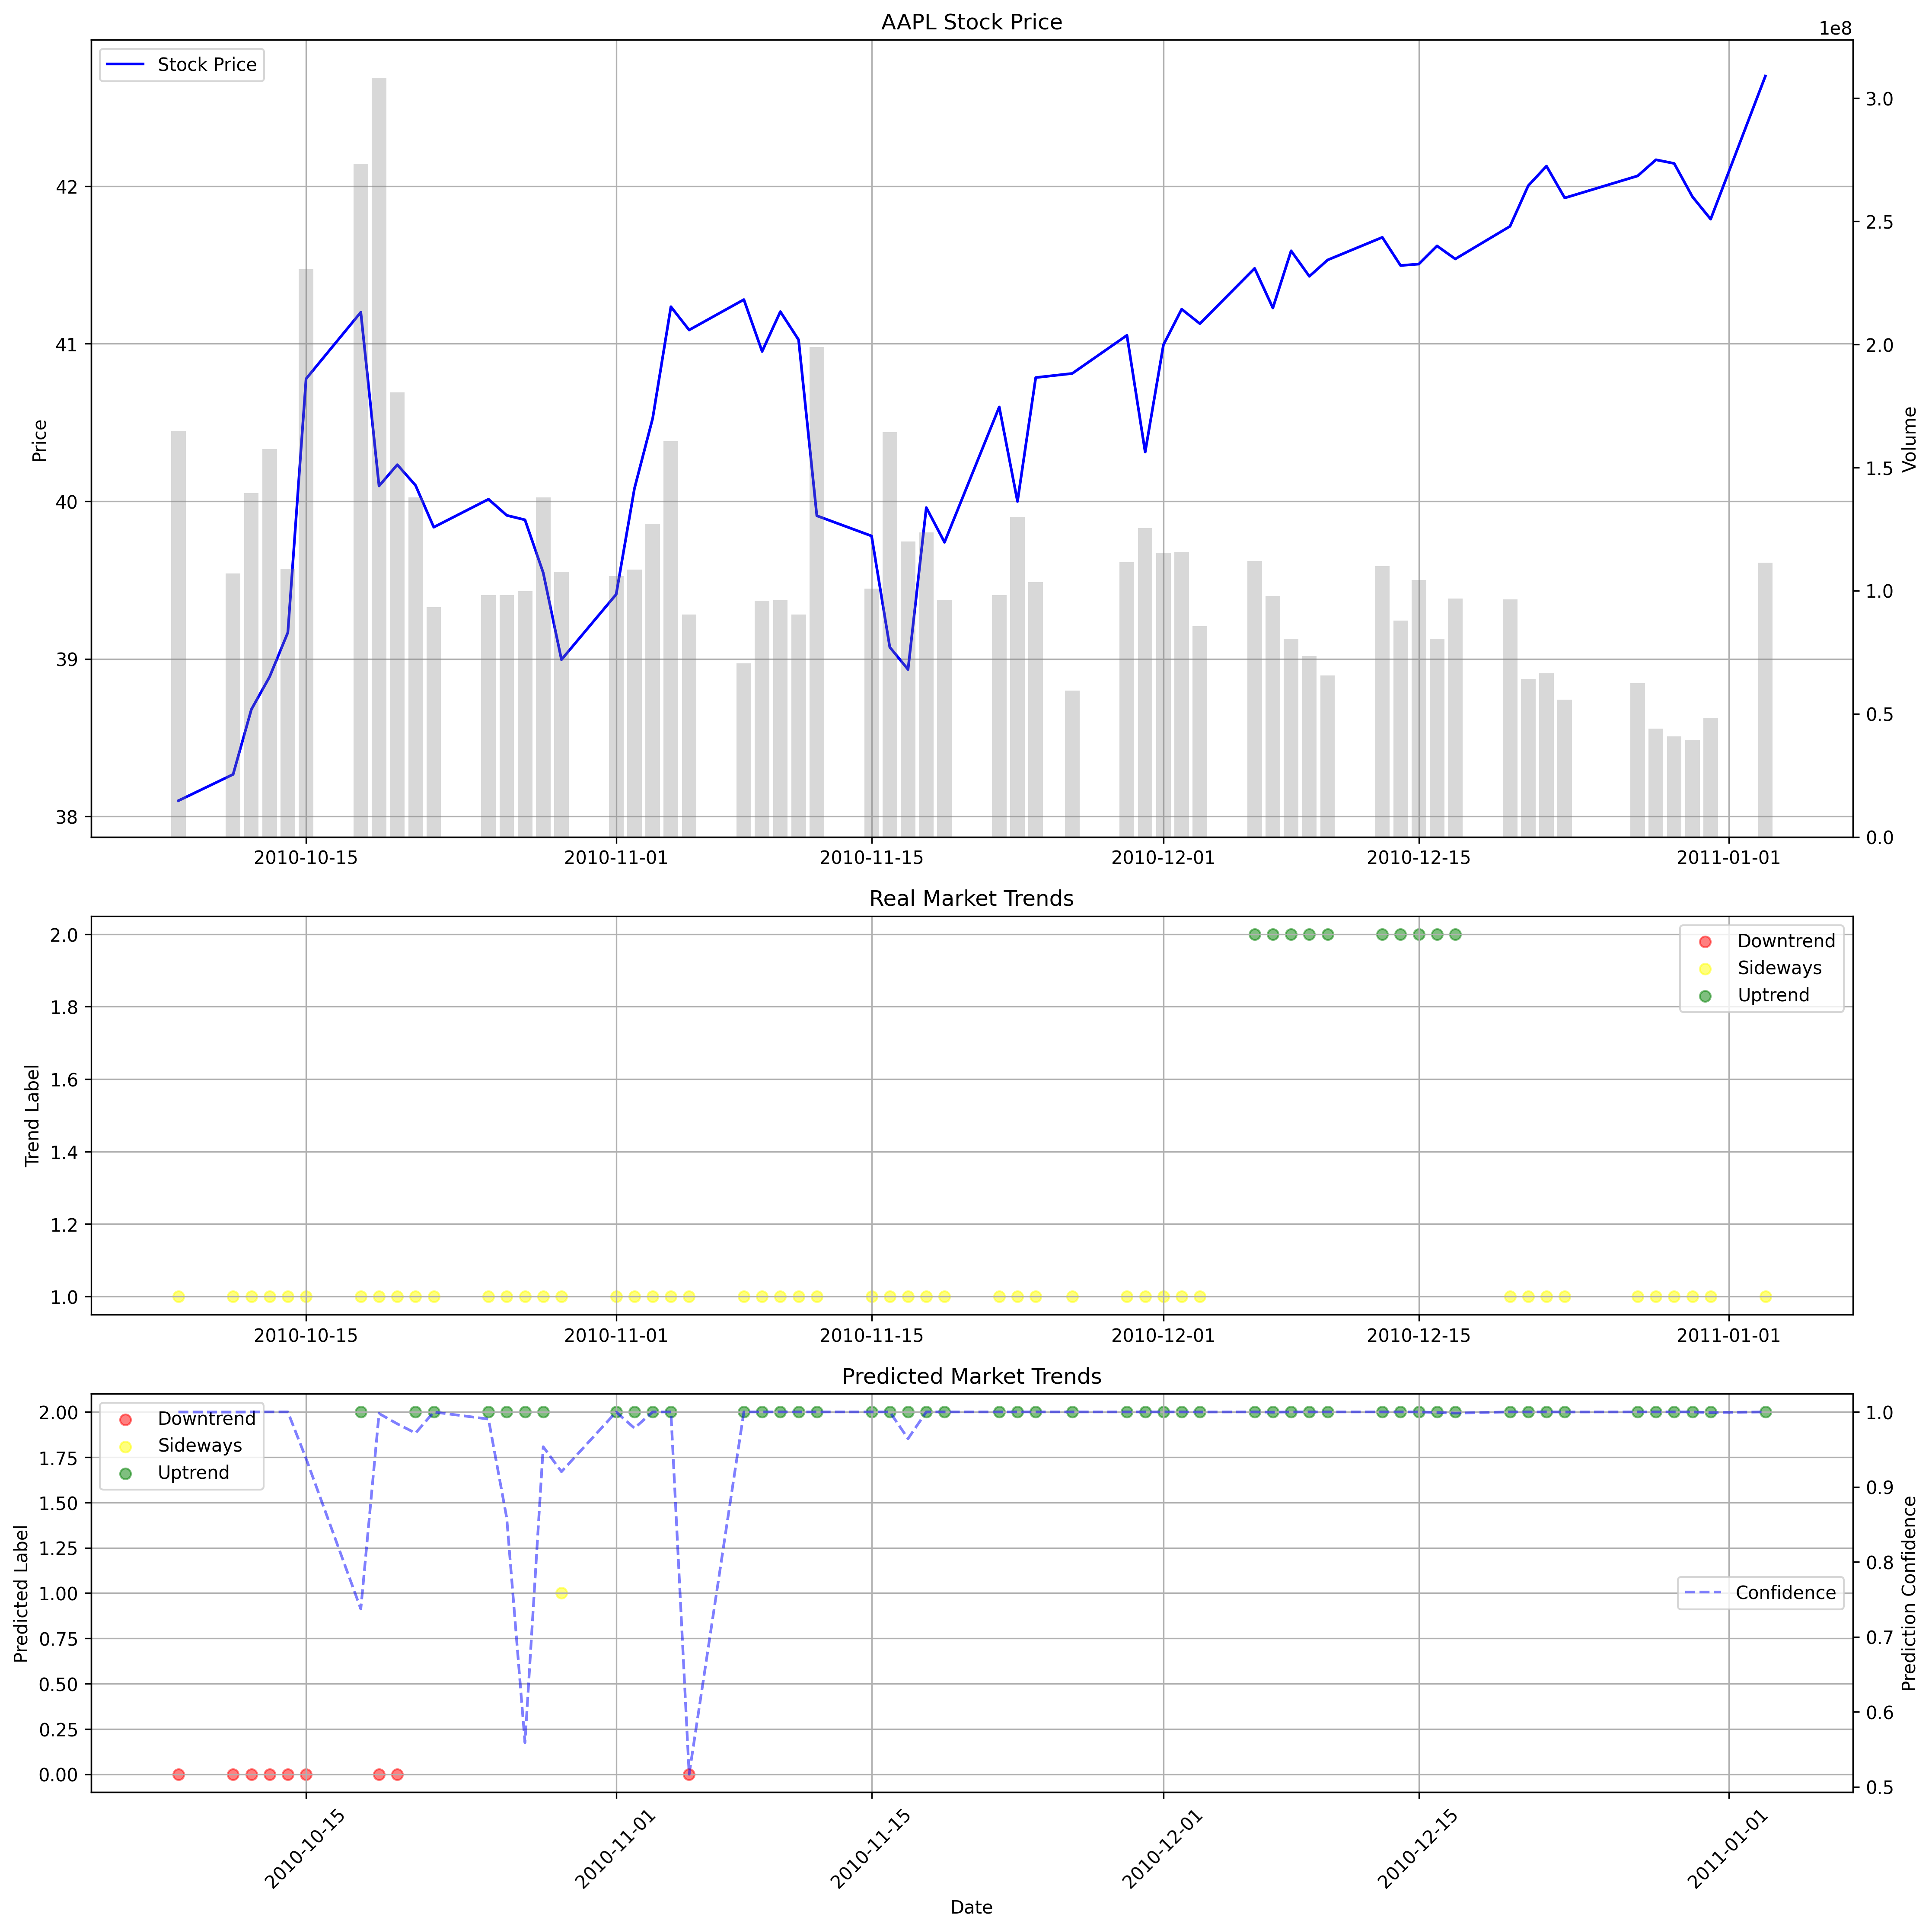 AAPL Stock Price
1e8
Stock Price
Price
42
41
40
39
38
3.0
2.5
2.0
1.5
1.0
0.5
0.0
Volume
2010-10-15 2010-11-01 2010-11-15 2010-12-01 2010-12-15 2011-01-01
Real Market Trends
Trend Label
2.0
1.8
1.6
1.4
1.2
1.0
Downtrend
Sideways
Uptrend
2010-10-15 2010-11-01 2010-11-15 2010-12-01 2010-12-15 2011-01-01
Predicted Market Trends
Predicted Label
2.00
1.75
1.50
1.25
1.00
0.75
0.50
0.25
0.00
Downtrend
Sideways
Uptrend
Confidence
1.0
0.9
0.8
0.7
0.6
0.5
Prediction Confidence
2010-10-15 2010-11-01 2010-11-15 2010-12-01 2010-12-15 2011-01-01
Date